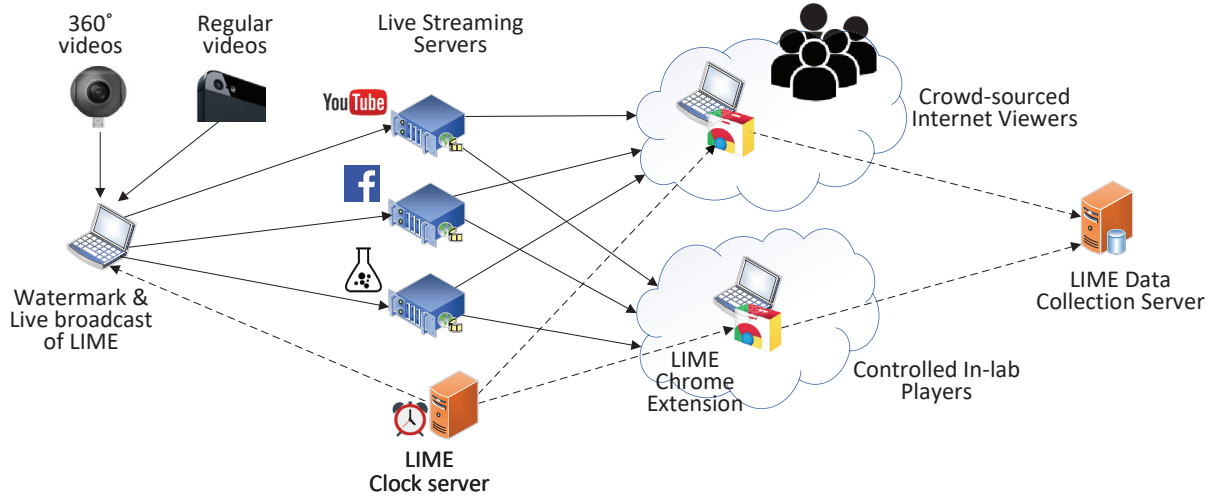 360˚
videos
Regular
videos
Live Streaming
Servers
YouTube
f
Crowd-sourced
Internet Viewers
Watermark &
Live broadcast
of LIME
LIME Data
Collection Server
LIME
Chrome
Extension
Controlled In-lab
Players
LIME
Clock server